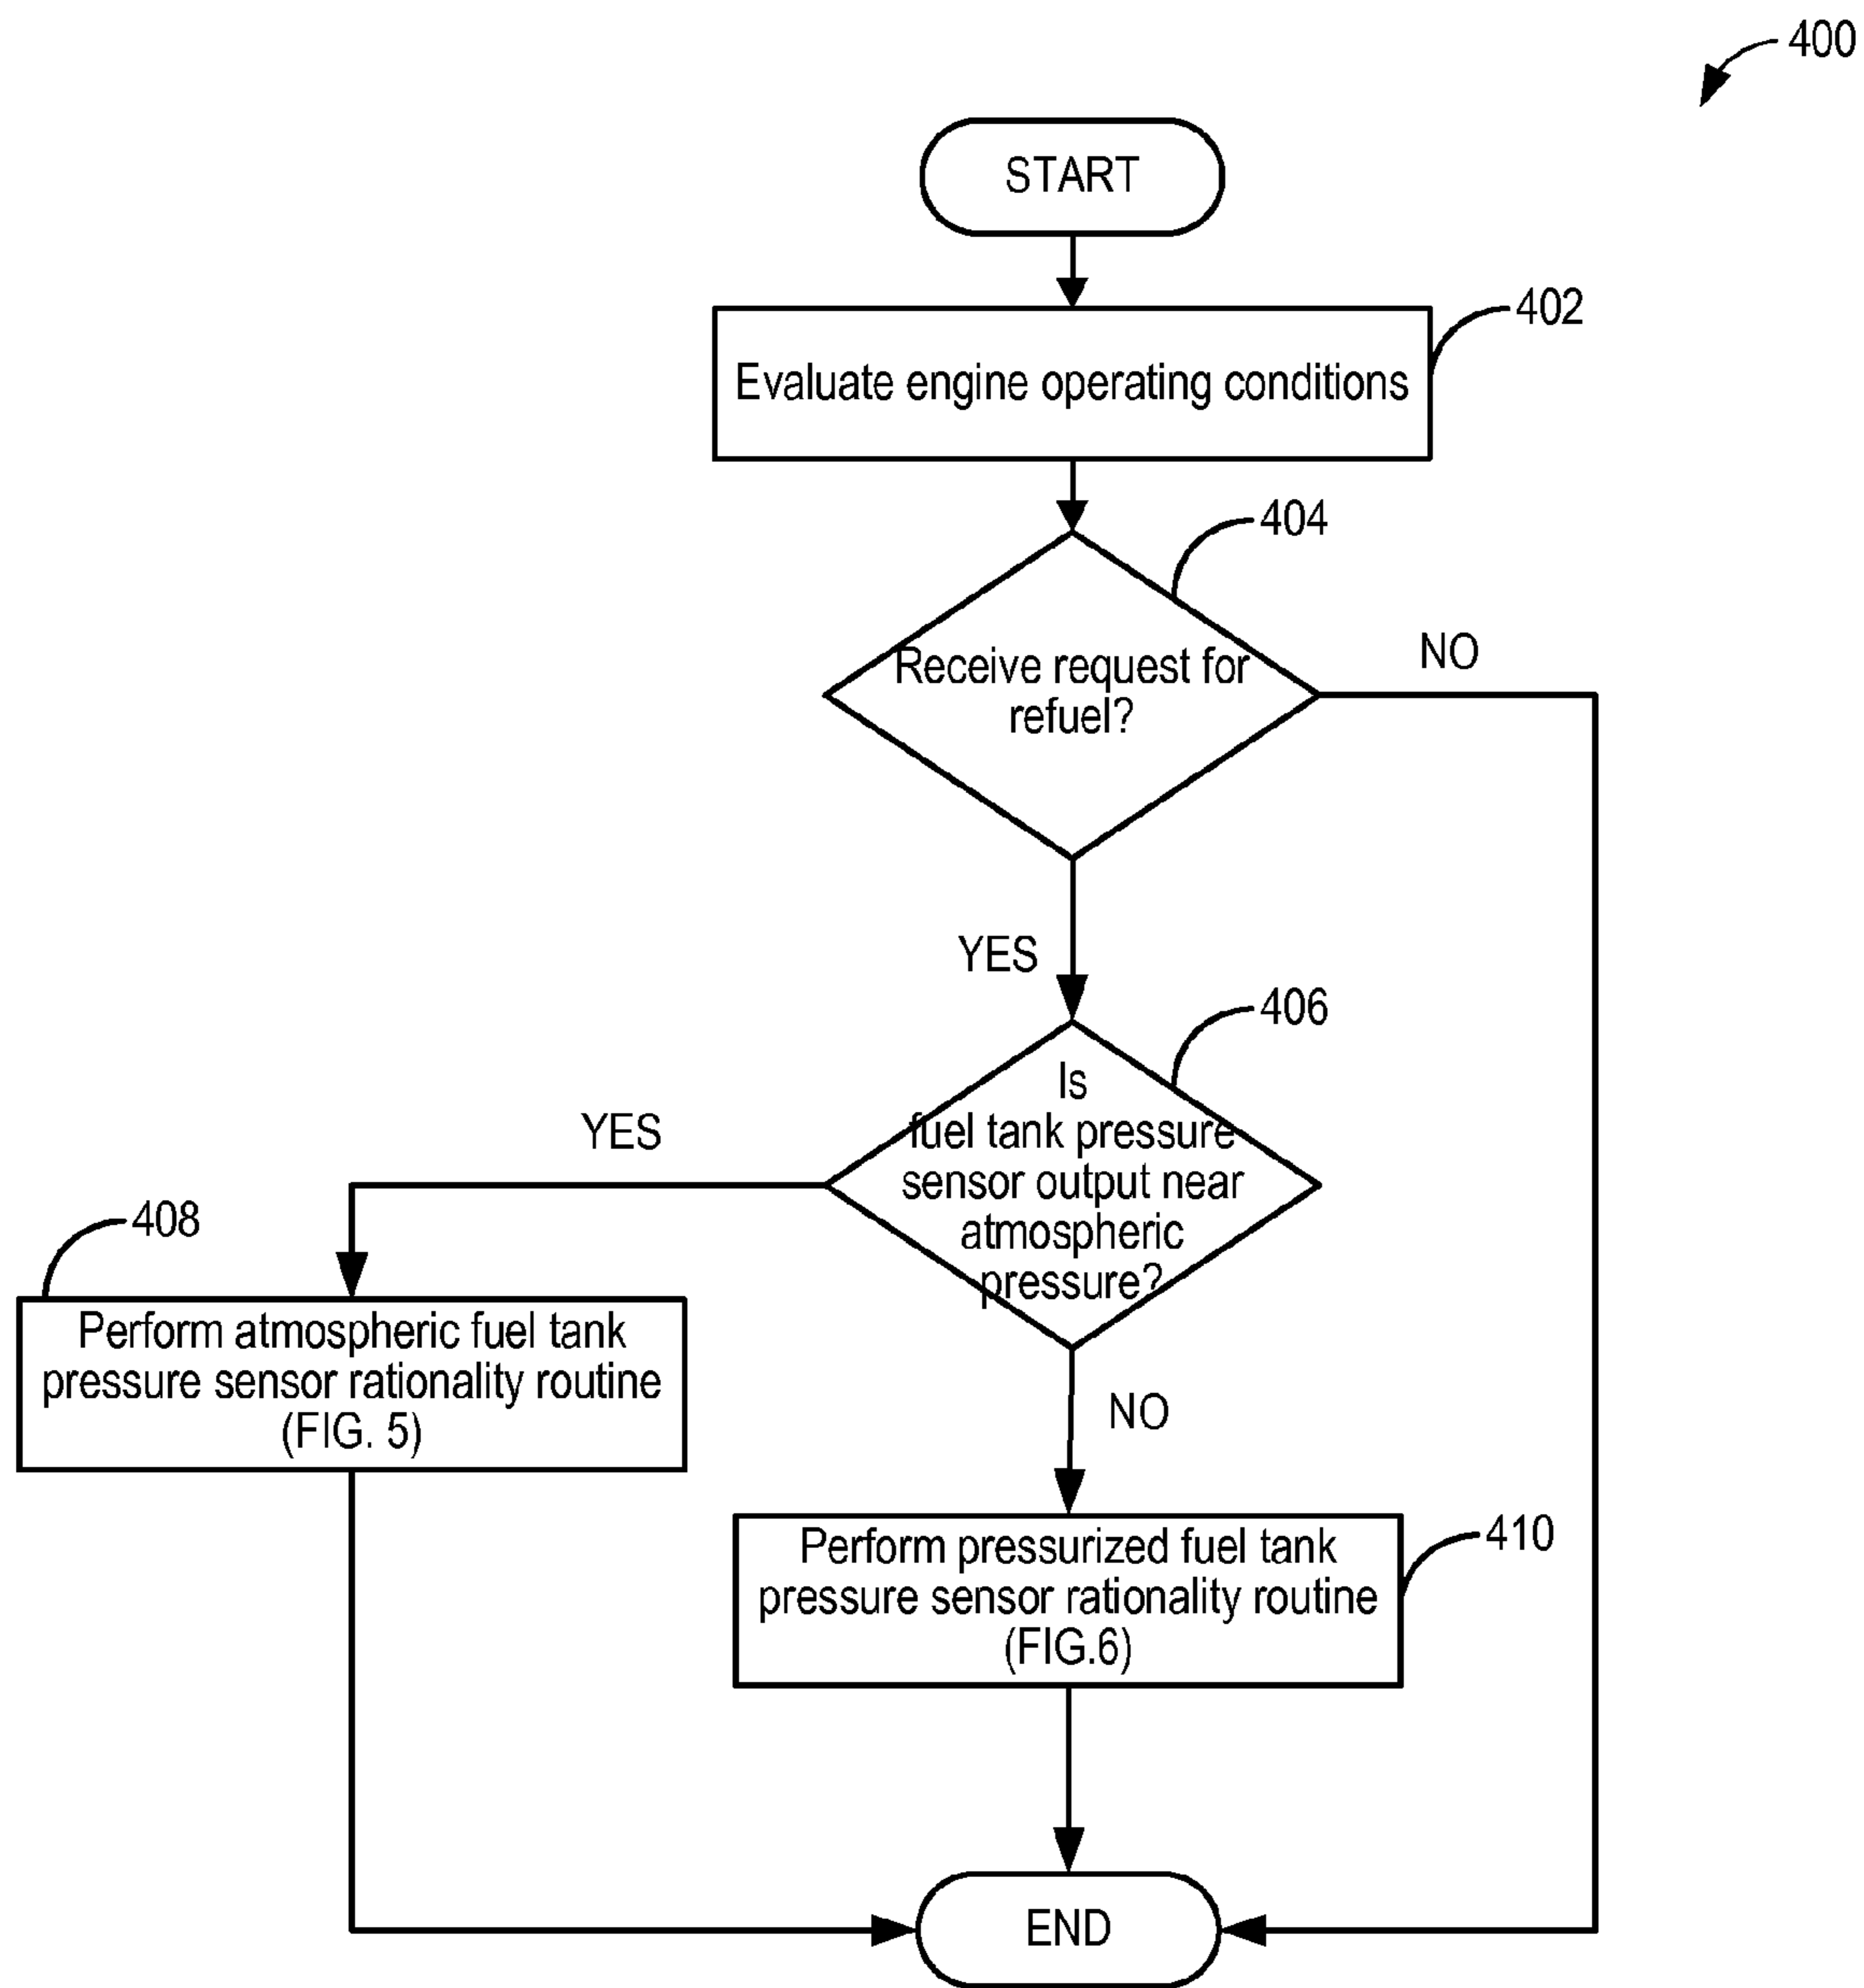 400
START
402
Evaluate engine operating conditions
404
Receive request for
refuel?
NO
YES
406
Is
fuel tank pressure
sensor output near
atmospheric
pressure?
YES
408
Perform atmospheric fuel tank
pressure sensor rationality routine
(FIG. 5)
NO
410
Perform pressurized fuel tank
pressure sensor rationality routine
(FIG.6)
END